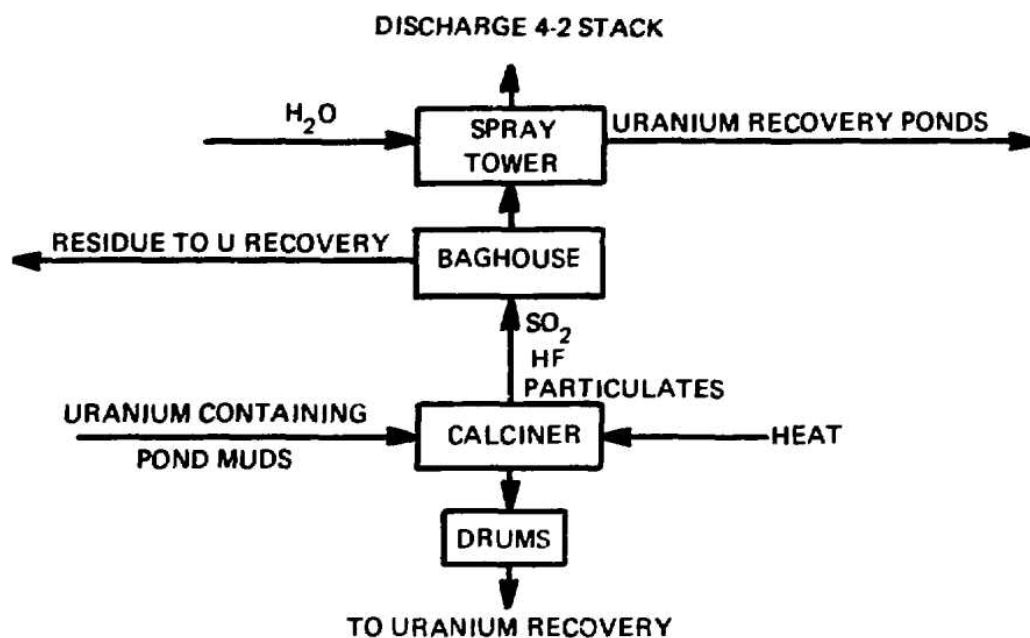 DISCHARGE 4-2 STACK
H2O
SPRAY
TOWER
URANIUM RECOVERY PONDS
RESIDUE TO U RECOVERY
BAGHOUSE
SO2
HF
PARTICULATES
URANIUM CONTAINING
POND MUDS
CALCINER
HEAT
DRUMS
TO URANIUM RECOVERY